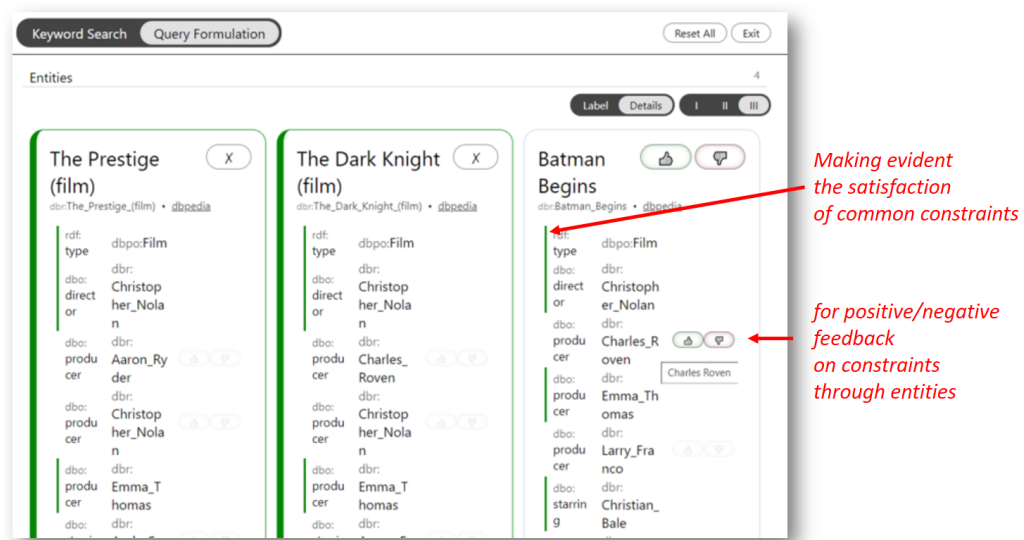 Keyword Search Query Formulation Reset All Exit
Entities 4
Label Details I II III
The Prestige X
(film)
dbr:The_Prestige_(film) • dbpedia
rdf:
type dbpo:Film
dbo: dbr:
direct Christop
or her_Nola
n
dbo: dbr:
produ Aaron_Ry
cer der
dbr:
dbo: Christop
produ her_Nola
cer n
dbo: dbr:
produ Emma_T
cer homas
dbo: dbr:
The Dark Knight X
(film)
dbr:The_Dark_Knight_(film) • dbpedia
rdf:
type dbpo:Film
dbo: dbr:
direct Christop
or her_Nola
n
dbo: dbr:
produ Charles_
cer Roven
dbr:
dbo: Christop
produ her_Nola
cer n
dbo: dbr:
produ Emma_T
cer homas
dbo: dbr:
Batman
Begins
dbr:Batman_Begins • dbpedia
rdf:
type dbpo:Film
dbo: dbr:
direct Christoph
or er_Nolan
dbo: dbr:
produ Charles_R
cer oven
Charles Roven
dbo: dbr:
produ Emma_Th
cer omas
dbo: dbr:
produ Larry_Fra
cer nco
dbo: dbr:
starrin Christian_
g Bale
Making evident
the satisfaction
of common constraints
for positive/negative
feedback
on constraints
through entities